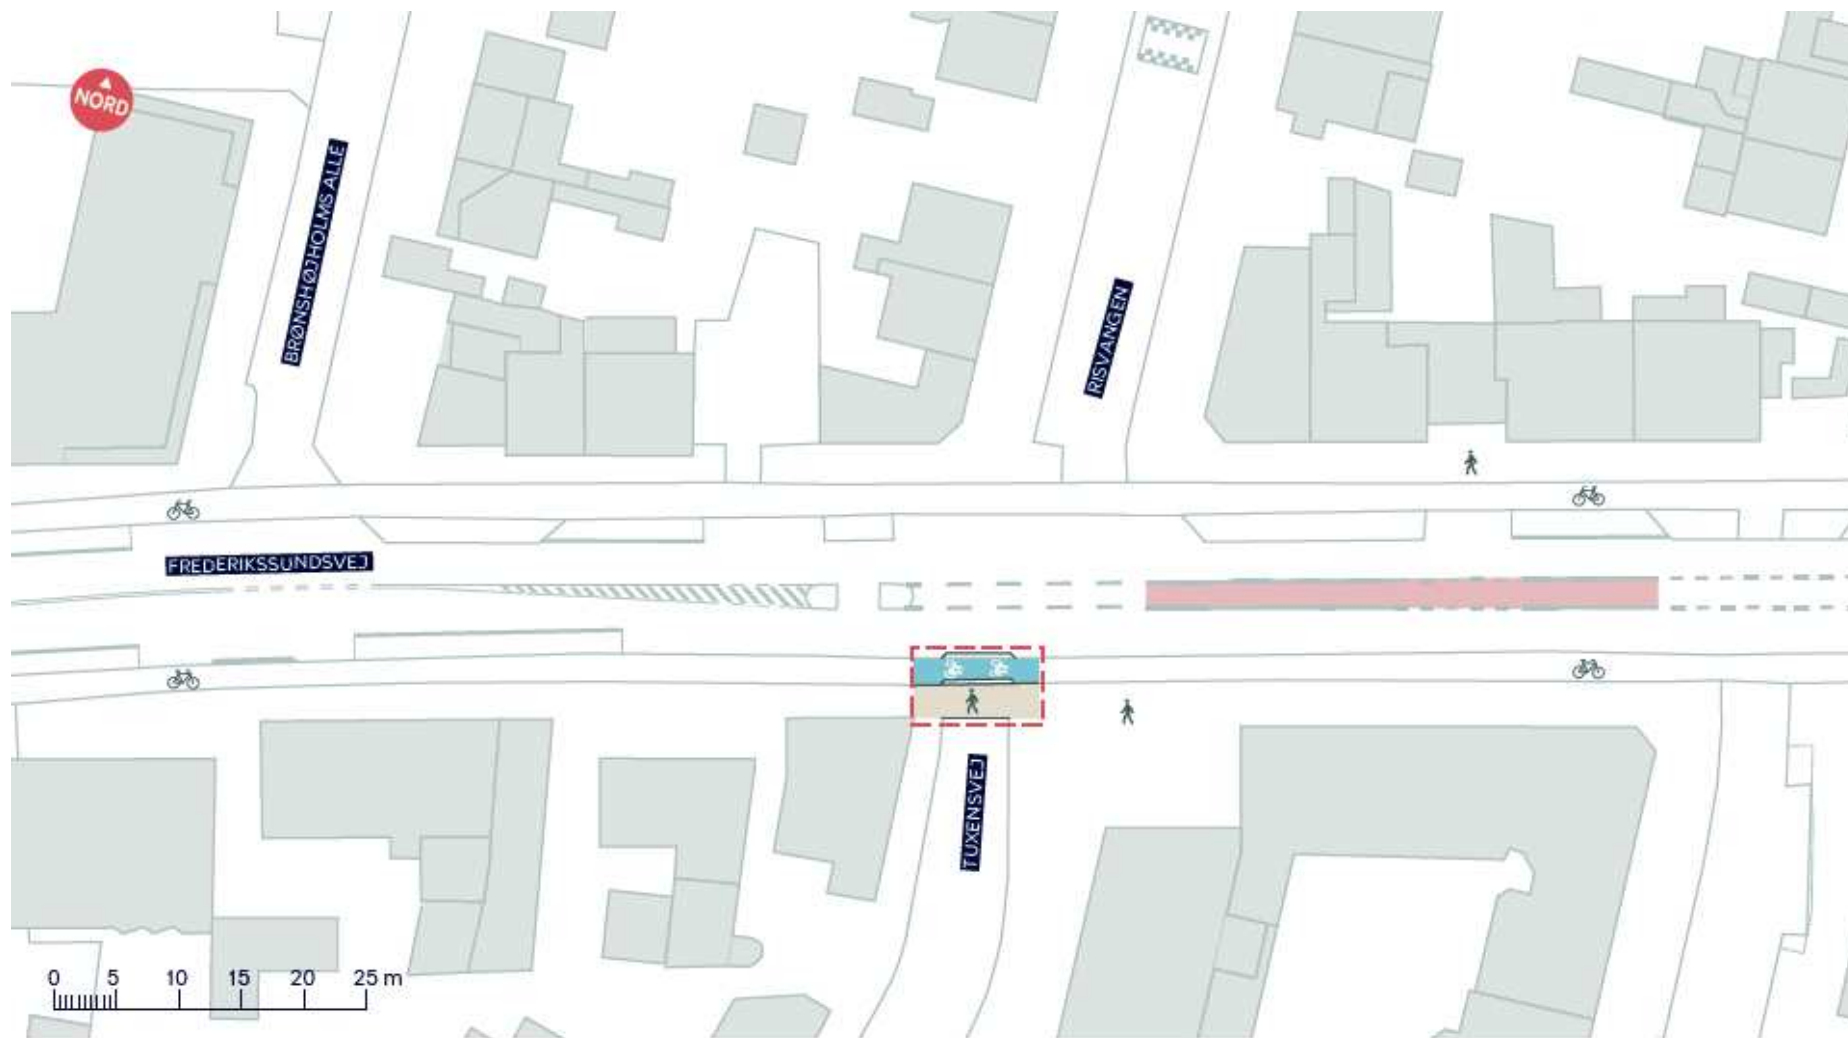 NORD
BRØNSHØJHOLMS ALLE
RISVANGEN
FREDERIKSSUNDSVEJ
TUXENSVEJ
0 5 10 15 20 25 m